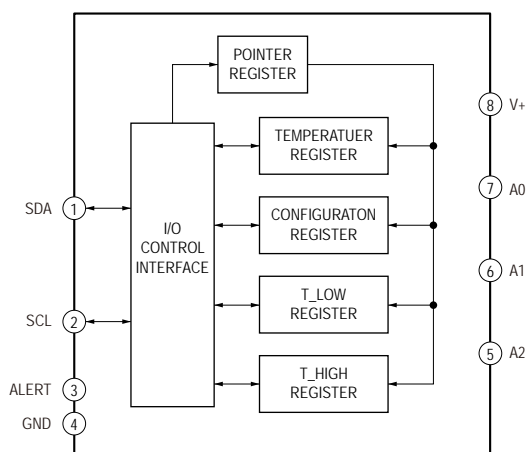 POINTER
REGISTER
8 V+
TEMPERATUER
REGISTER
7 A0
SDA 1
I/O
CONTROL
INTERFACE
CONFIGURATON
REGISTER
6 A1
T_LOW
REGISTER
SCL 2
5 A2
T_HIGH
REGISTER
ALERT 3
GND 4